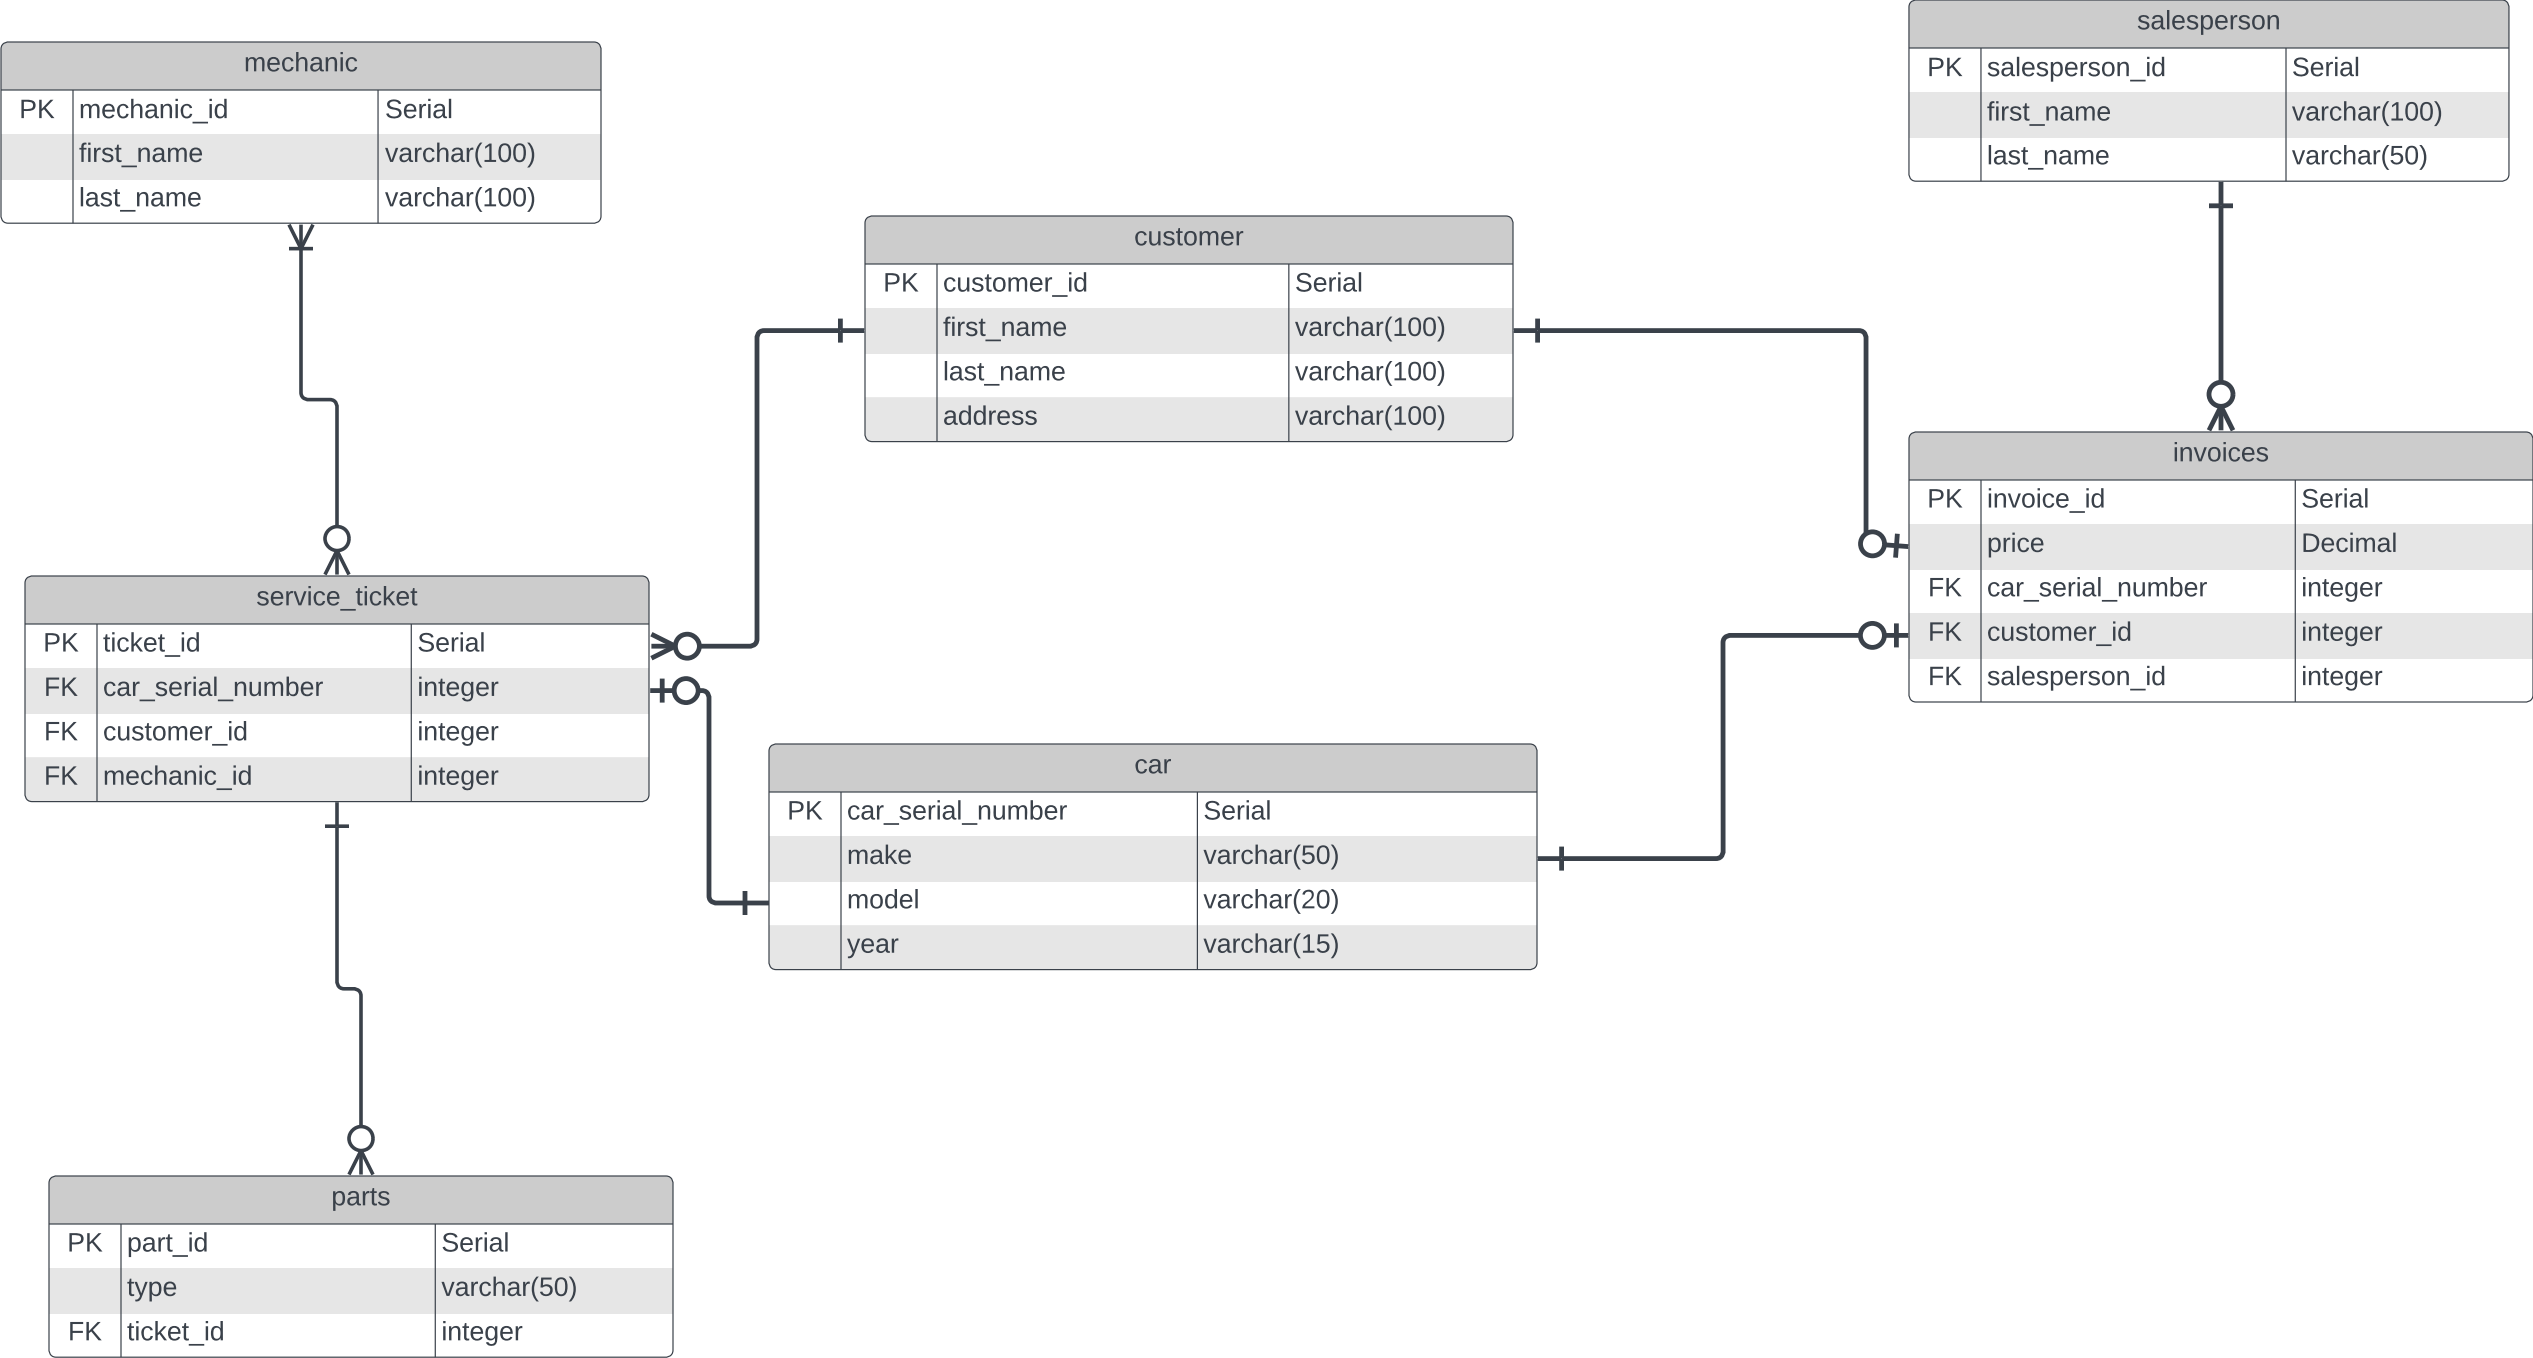 mechanic
PK mechanic_id Serial
first_name varchar(100)
last_name varchar(100)
salesperson
PK salesperson_id Serial
first_name varchar(100)
last_name varchar(50)
customer
PK customer_id Serial
first_name varchar(100)
last_name varchar(100)
address varchar(100)
invoices
PK invoice_id Serial
price Decimal
FK car_serial_number integer
FK customer_id integer
FK salesperson_id integer
service_ticket
PK ticket_id Serial
FK car_serial_number integer
FK customer_id integer
FK mechanic_id integer
car
PK car_serial_number Serial
make varchar(50)
model varchar(20)
year varchar(15)
parts
PK part_id Serial
type varchar(50)
FK ticket_id integer